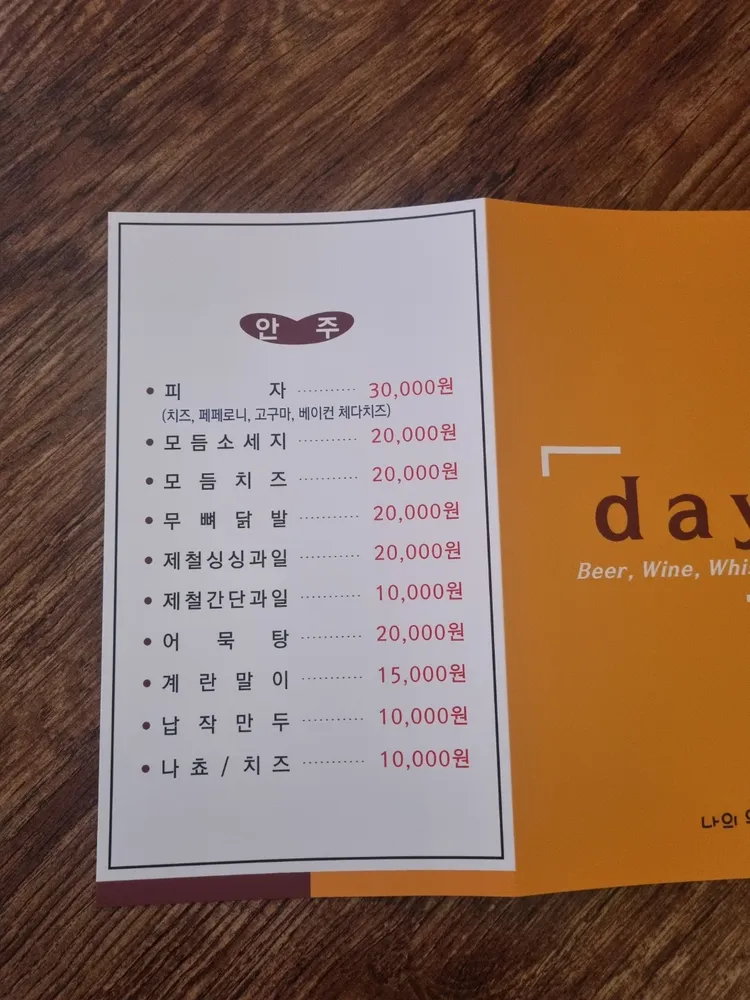 안 주
피 자 ........... 30,000원
(치즈, 페페로니, 고구마, 베이컨 체다치즈)
모듬소세지 ........... 20,000원
모듬치즈 ........... 20,000원
무뼈닭발 ........... 20,000원
제철싱싱과일 ........... 20,000원
제철간단과일 ........... 10,000원
어묵탕 ........... 20,000원
계란말이 ........... 15,000원
납작만두 ........... 10,000원
나쵸/치즈 ........... 10,000원
day
Beer, Wine, Whis
나의